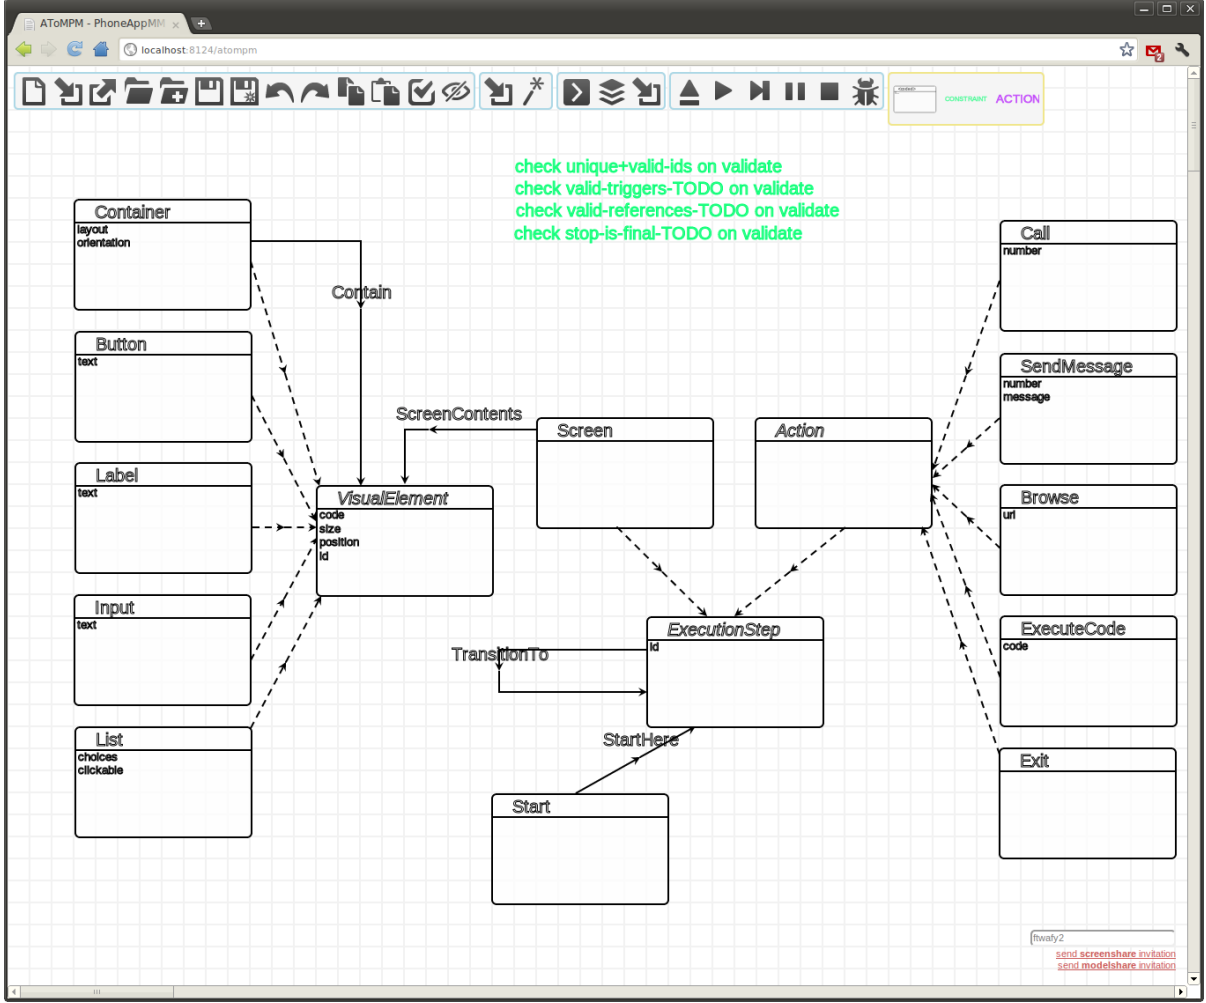 AToMPM - PhoneAppMM
localhost:8124/atompm
2
CONSTRAINT
ACTION
check unique+valid-ids on validate
check valid-triggers-TODO on validate
check valid-references-TODO on validate
check stop-is-final-TODO on validate
Container
layout
orientation
Contain
Button
text
Label
text
Input
text
List
choices
clickable
ScreenContents
VisualElement
code
size
position
id
Screen
Action
ExecutionStep
id
TransitionTo
StartHere
Start
Call
number
SendMessage
number
message
Browse
url
ExecuteCode
code
Exit
ftwafy2
send screenshare invitation
send modelshare invitation